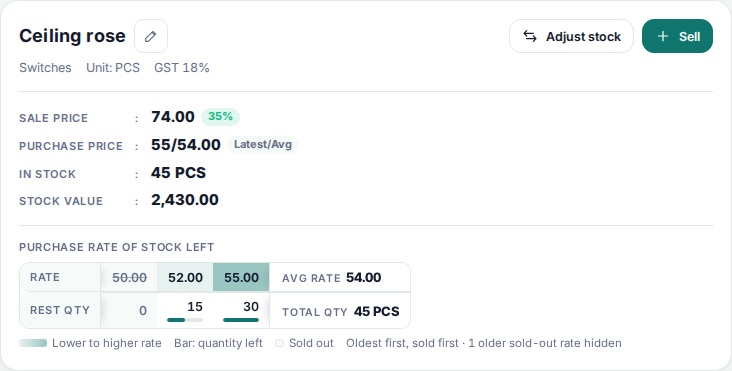 Ceiling rose
Adjust stock
Sell
Switches Unit: PCS GST 18%
SALE PRICE : 74.00 35%
PURCHASE PRICE : 55/54.00 Latest/Avg
IN STOCK : 45 PCS
STOCK VALUE : 2,430.00
PURCHASE RATE OF STOCK LEFT
RATE 50.00 52.00 55.00 AVG RATE 54.00
REST QTY 0 15 30 TOTAL QTY 45 PCS
Lower to higher rate Bar: quantity left Sold out Oldest first, sold first · 1 older sold-out rate hidden